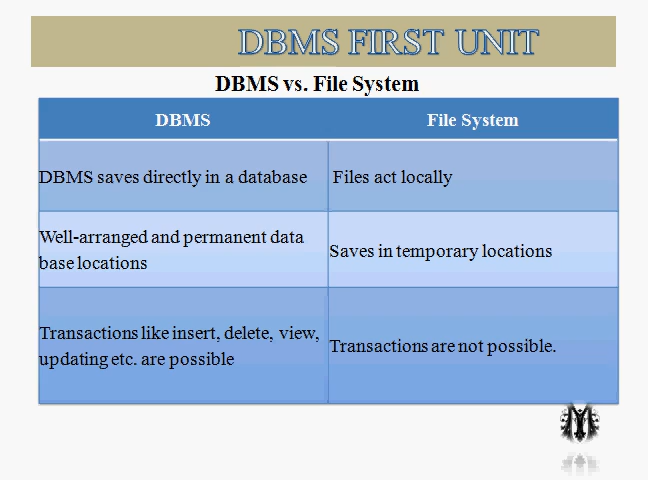 DBMS FIRST UNIT
DBMS vs. File System
DBMS File System
DBMS saves directly in a database Files act locally
Well-arranged and permanent data
base locations
Saves in temporary locations
Transactions like insert, delete, view,
updating etc. are possible
Transactions are not possible.